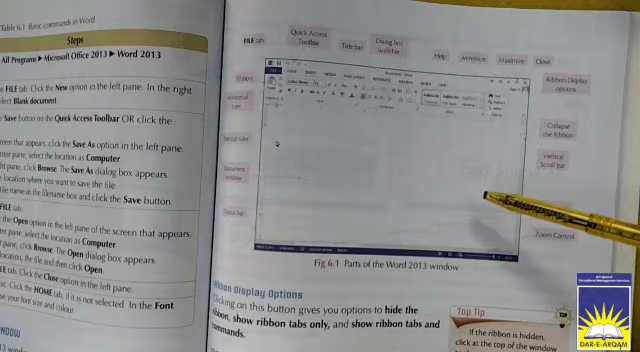 Table 6.1 Basic commands in Word
Steps
All Programs ▶ Microsoft Office 2013 ▶ Word 2013
e FILE tab. Click the New option in the left pane. In the right
elect Blank document
e Save button on the Quick Access Toolbar OR click the
reen that appears, click the Save As option in the left pane.
nter pane, select the location as Computer
ht pane, click Browse. The Save As dialog box appears.
e location where you want to save the file
file name in the filename box and click the Save button.
FILE tab.
the Open option in the left pane of the screen that appears.
ter pane, select the location as Computer
t pane, click Browse. The Open dialog box appears
location, the file and then click Open.
LE tab. Click the Close option in the left pane.
Click the HOME tab, if it is not selected. In the Font
se your font size and colour.
NDOW
FILE tab
Quick Access
Toolbar
Title bar
Dialog box
launcher
Help
Minimize
Maximize
Close
Ribbon
Horizontal
ruler
Vertical ruler
Document
window
Status bar
Ribbon Display
options
Collapse
the Ribbon
Vertical
Scroll bar
Zoom Control
Fig 6.1 Parts of the Word 2013 window
Ribbon Display Options
Clicking on this button gives you options to hide the
ribbon, show ribbon tabs only, and show ribbon tabs and
commands.
Top Tip
TIP
If the ribbon is hidden,
click at the top of the window
DAR-E-ARQAM